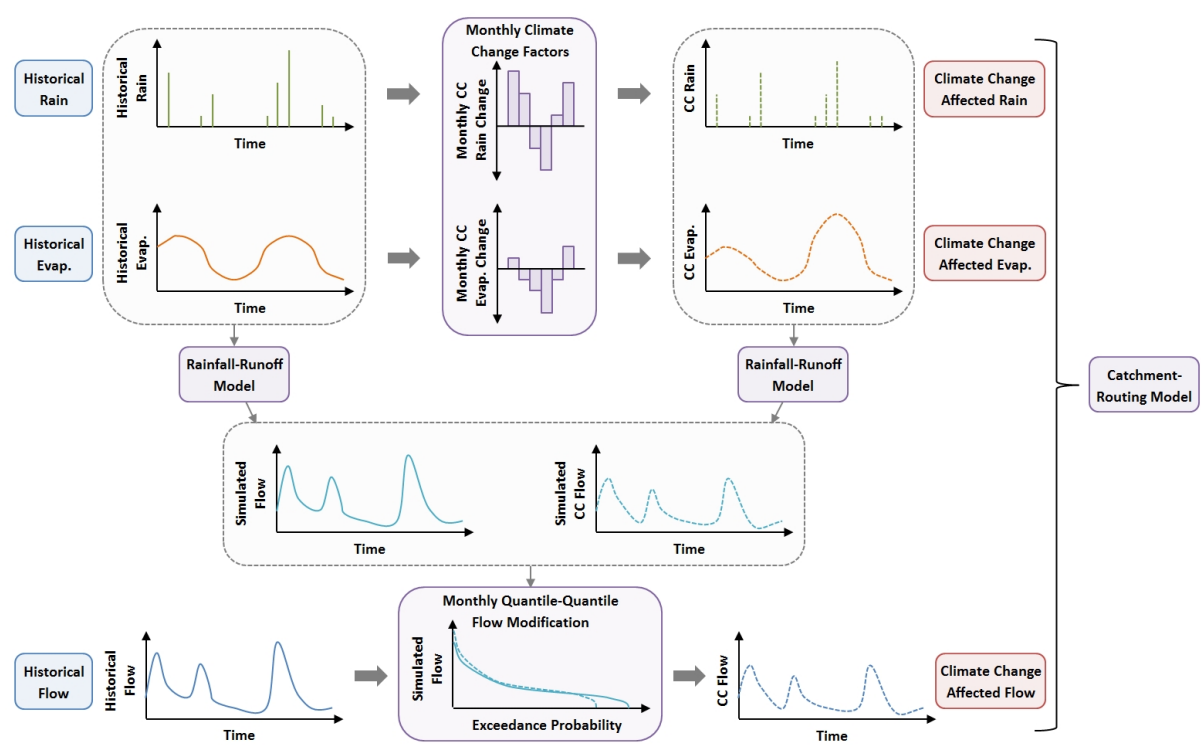 Historical
Rain
Historical
Rain
Time
Monthly Climate
Change Factors
Monthly CC
Rain Change
CC Rain
Time
Climate Change
Affected Rain
Historical
Evap.
Historical
Evap.
Time
Monthly CC
Evap. Change
CC Evap.
Time
Climate Change
Affected Evap.
Rainfall-Runoff
Model
Rainfall-Runoff
Model
Catchment-
Routing Model
Simulated
Flow
Time
Simulated
CC Flow
Time
Historical
Flow
Historical
Flow
Time
Monthly Quantile-Quantile
Flow Modification
Simulated
Flow
Exceedance Probability
CC Flow
Time
Climate Change
Affected Flow